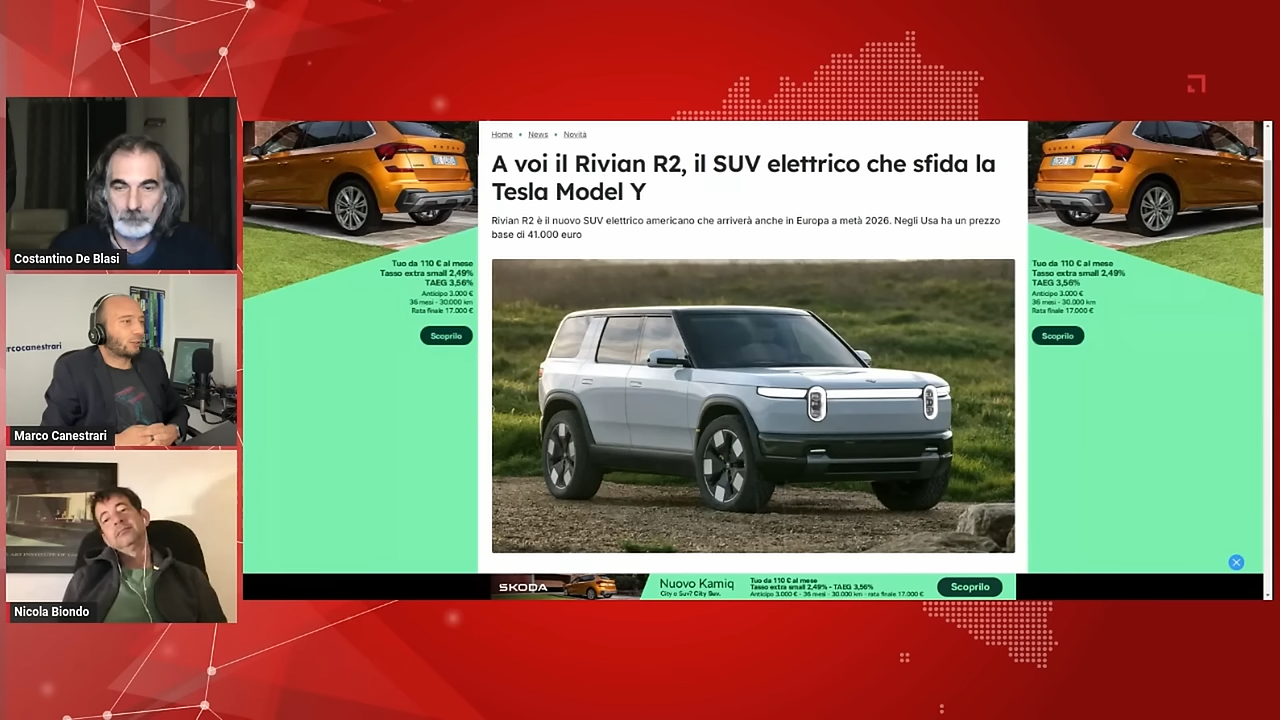 Costantino De Blasi
rcocanestrari
Marco Canestrari
Nicola Biondo
Home • News • Novità
A voi il Rivian R2, il SUV elettrico che sfida la
Tesla Model Y
Rivian R2 è il nuovo SUV elettrico americano che arriverà anche in Europa a metà 2026. Negli Usa ha un prezzo
base di 41.000 euro
Tuo da 110 € al mese
Tasso extra small 2,49%
TAEG 3,56%
Anticipo 3.000 €
36 mesi - 30.000 km
Rata finale 17.000 €
Scoprilo
Tuo da 110 € al mese
Tasso extra small 2,49%
TAEG 3,56%
Anticipo 3.000 €
36 mesi - 30.000 km
Rata finale 17.000 €
Scoprilo
SKODA
Nuovo Kamiq
City o Suv? City Suv.
Tuo da 110 € al mese
Tasso extra small 2,49% - TAEG 3,56%
Anticipo 3.000 € - 36 mesi - 30.000 km - rata finale 17.000 €
Scoprilo